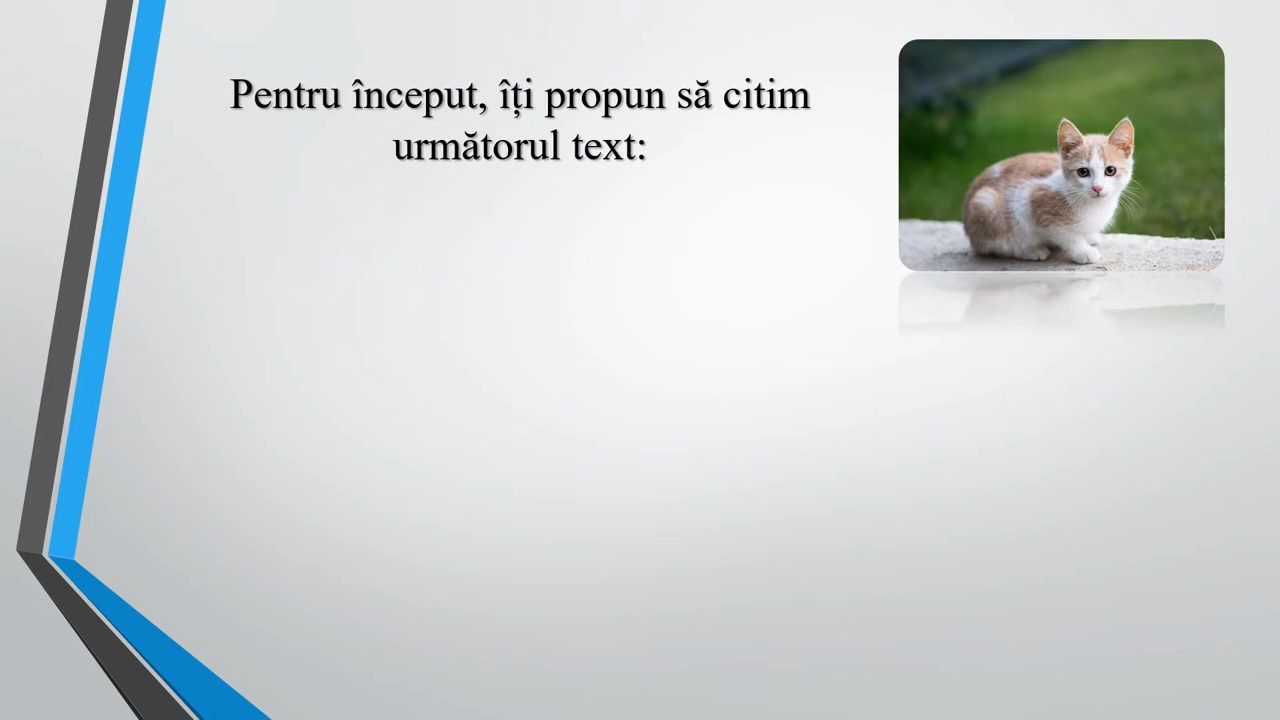 Pentru început, îți propun să citim
următorul text: